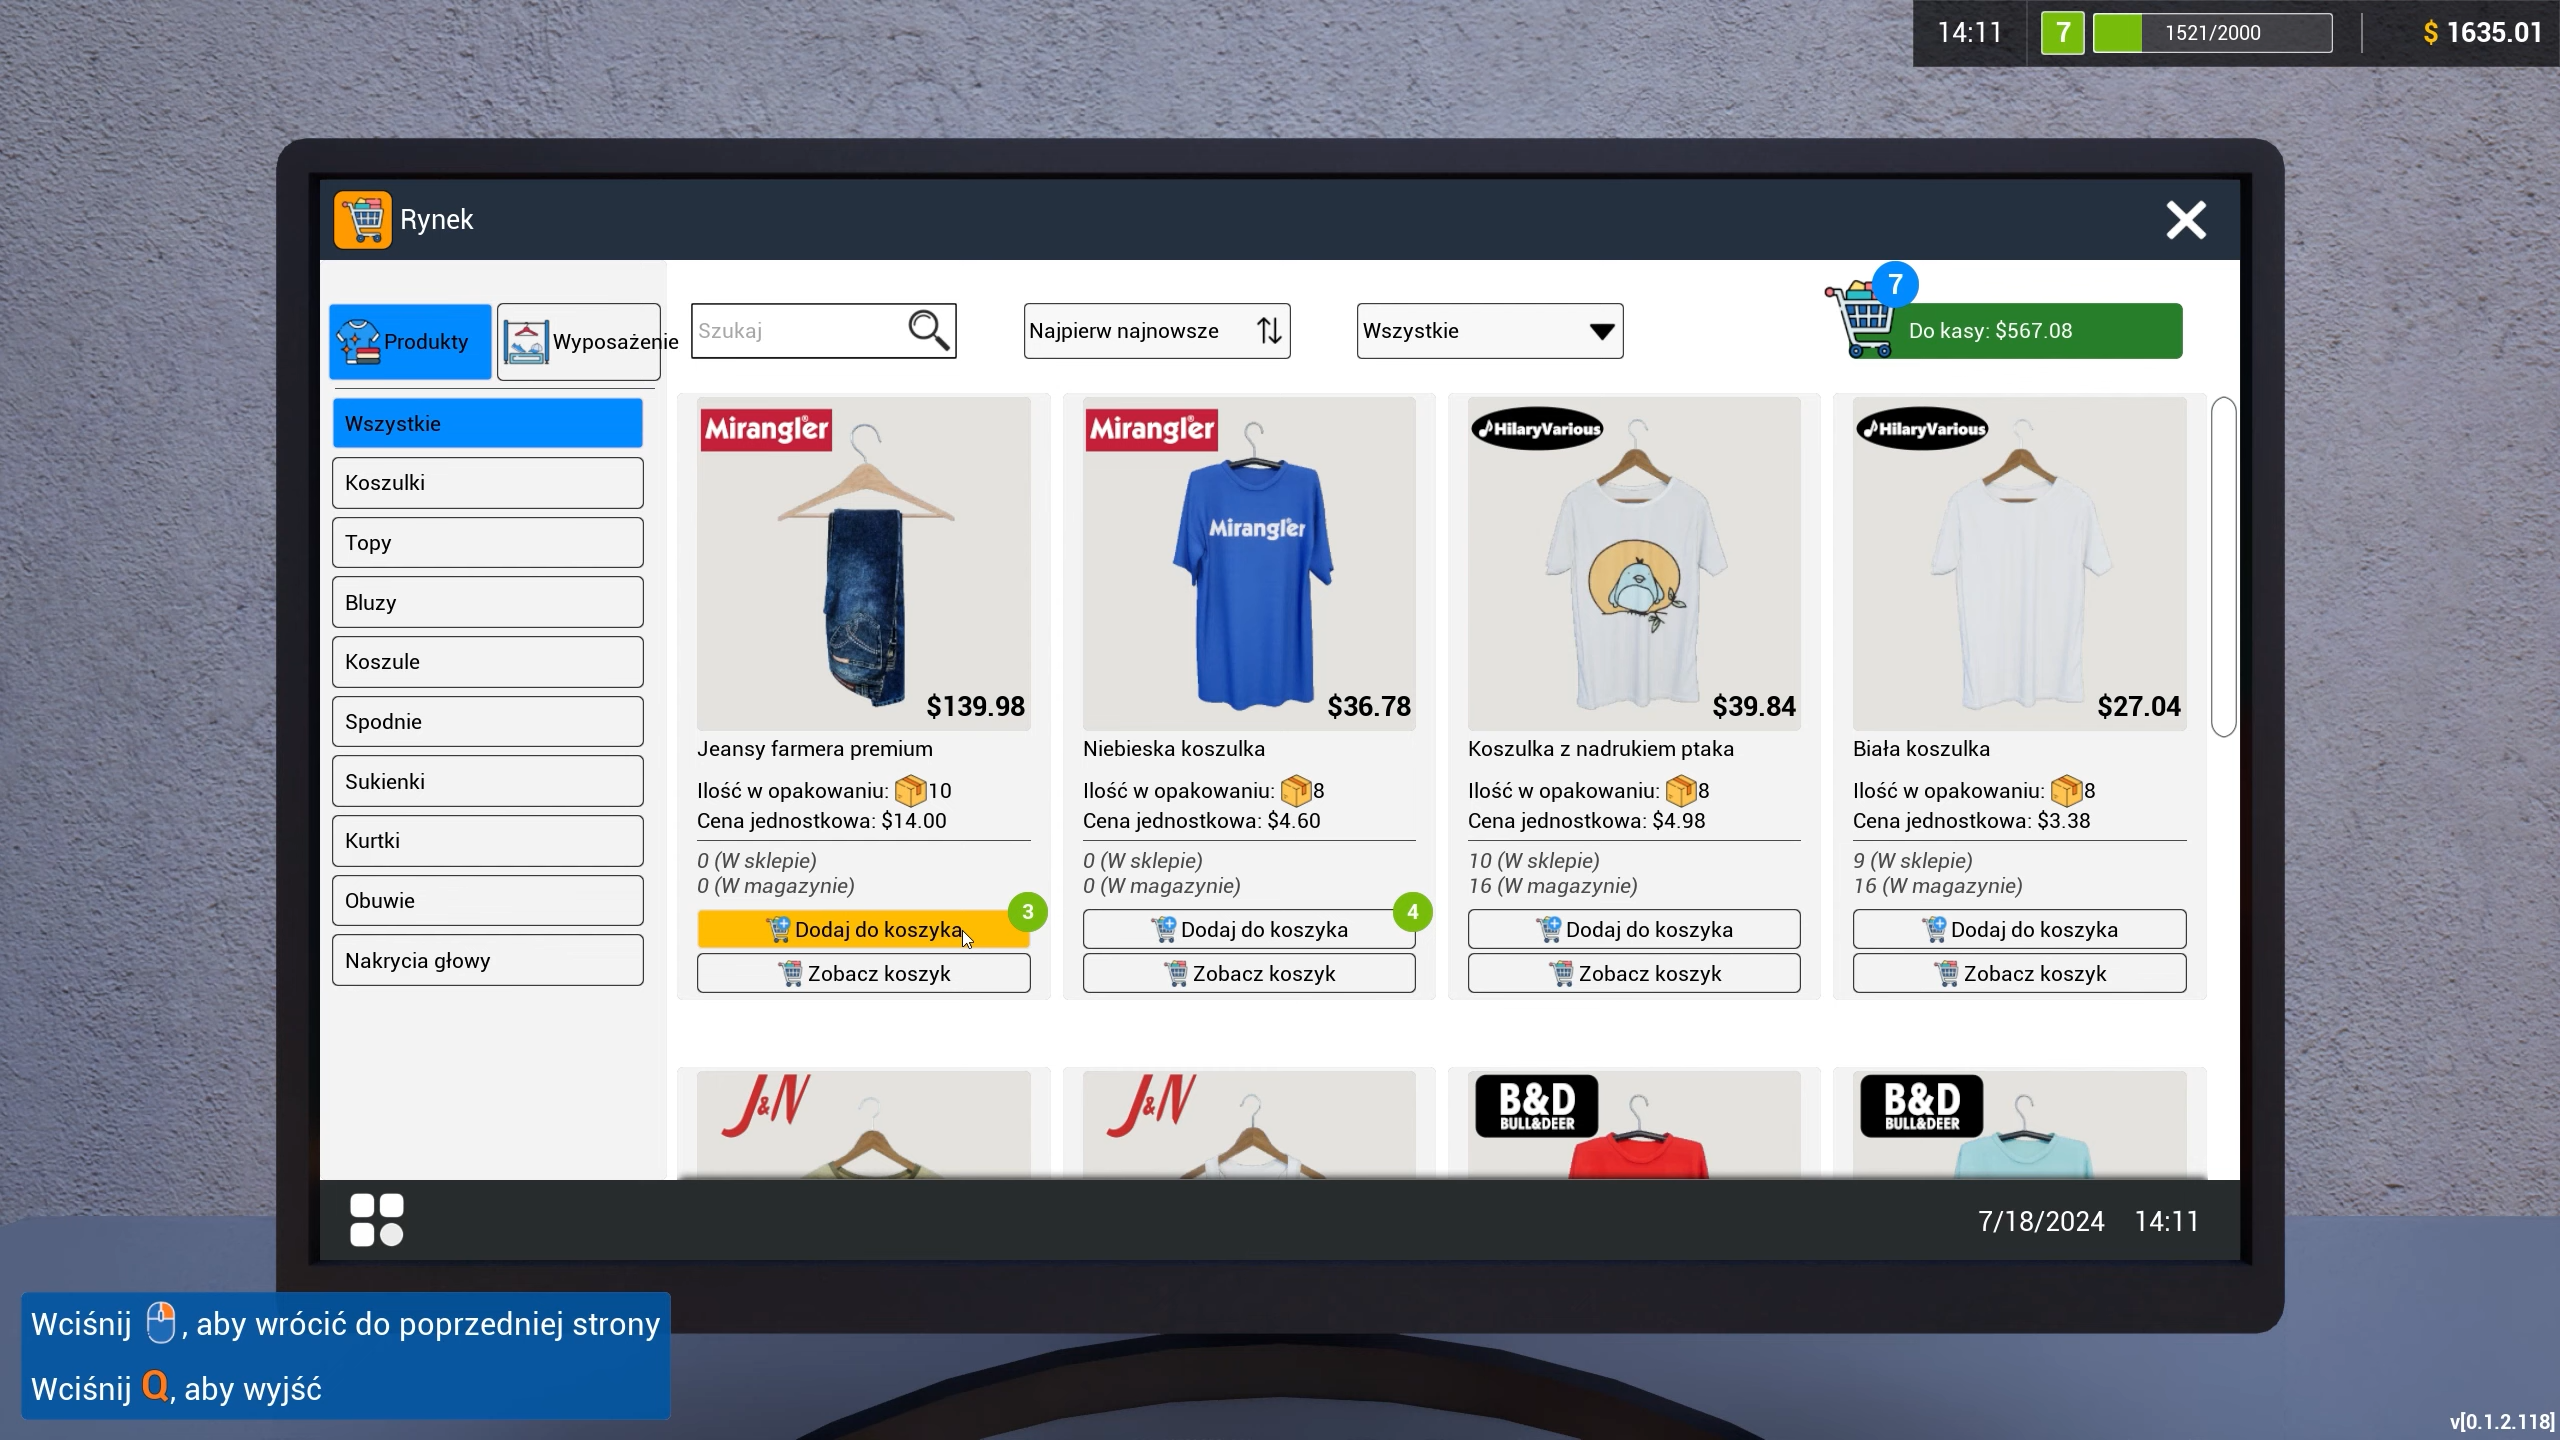 14:11
7
1521/2000
$ 1635.01
Rynek
Produkty
Wyposażenie
Szukaj
Najpierw najnowsze
Wszystkie
7
Do kasy: $567.08
Wszystkie
Koszulki
Topy
Bluzy
Koszule
Spodnie
Sukienki
Kurtki
Obuwie
Nakrycia głowy
Mirangler
$139.98
Jeansy farmera premium
Ilość w opakowaniu: 10
Cena jednostkowa: $14.00
0 (W sklepie)
0 (W magazynie)
3
Dodaj do koszyka
Zobacz koszyk
Mirangler
Mirangler
$36.78
Niebieska koszulka
Ilość w opakowaniu: 8
Cena jednostkowa: $4.60
0 (W sklepie)
0 (W magazynie)
4
Dodaj do koszyka
Zobacz koszyk
HilaryVarious
$39.84
Koszulka z nadrukiem ptaka
Ilość w opakowaniu: 8
Cena jednostkowa: $4.98
10 (W sklepie)
16 (W magazynie)
Dodaj do koszyka
Zobacz koszyk
HilaryVarious
$27.04
Biała koszulka
Ilość w opakowaniu: 8
Cena jednostkowa: $3.38
9 (W sklepie)
16 (W magazynie)
Dodaj do koszyka
Zobacz koszyk
J&N
J&N
B&D
BULL&DEER
B&D
BULL&DEER
7/18/2024 14:11
Wciśnij , aby wrócić do poprzedniej strony
Wciśnij Q, aby wyjść
v[0.1.2.118]